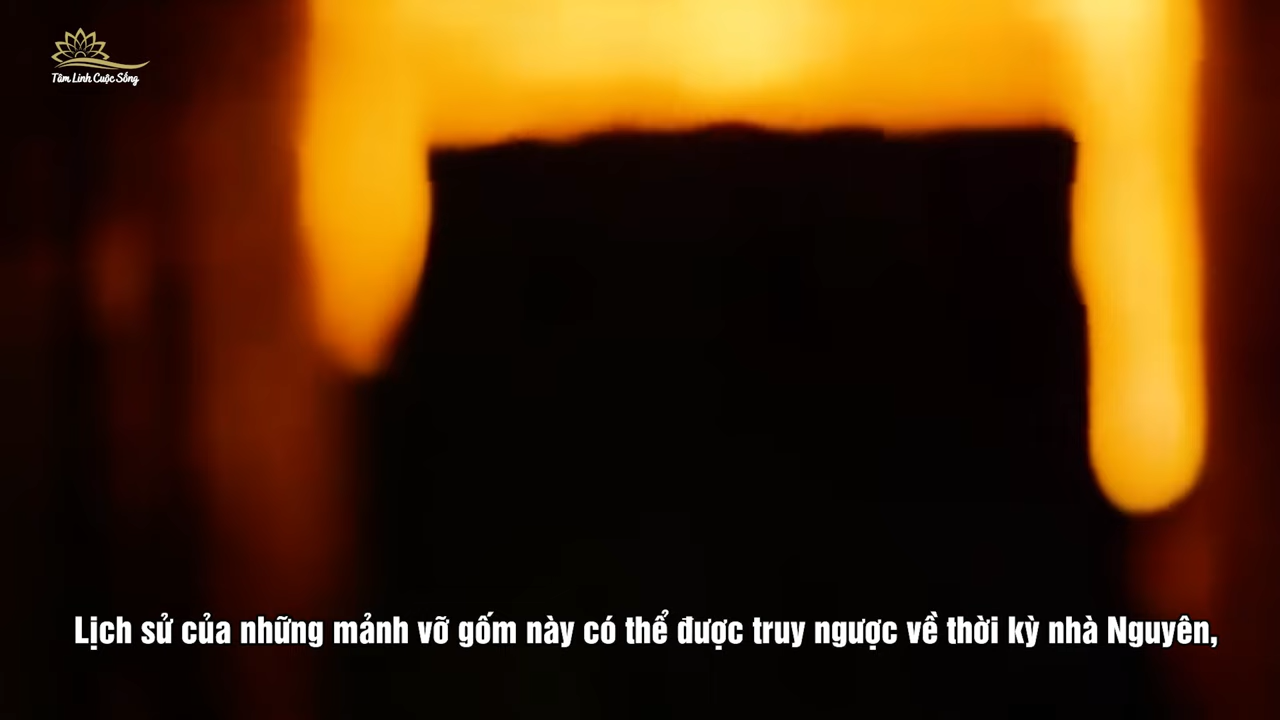 Tâm Linh Cuộc Sống
Lịch sử của những mảnh vỡ gốm này có thể được truy ngược về thời kỳ nhà Nguyên,